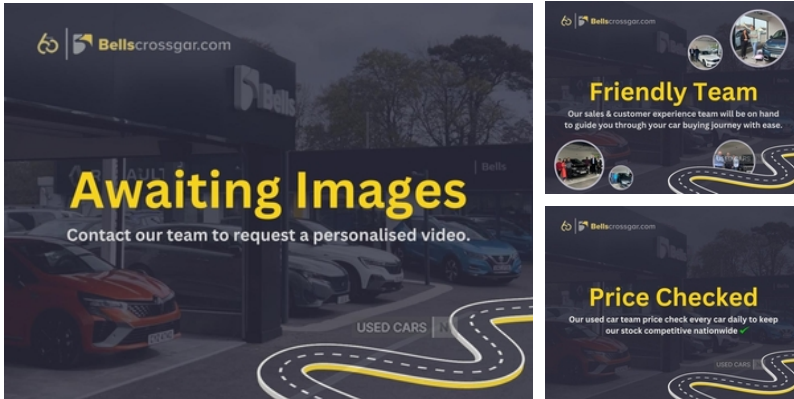 60 Bellscrossgar.com
Bells
RENAULT
Bells
Awaiting Images
Contact our team to request a personalised video.
USED CARS
60 Bellscrossgar.com
Friendly Team
Our sales & customer experience team will be on hand
to guide you through your car buying journey with ease.
60 Bellscrossgar.com
Price Checked
Our used car team price check every car daily to keep
our stock competitive nationwide ✓
USED CARS